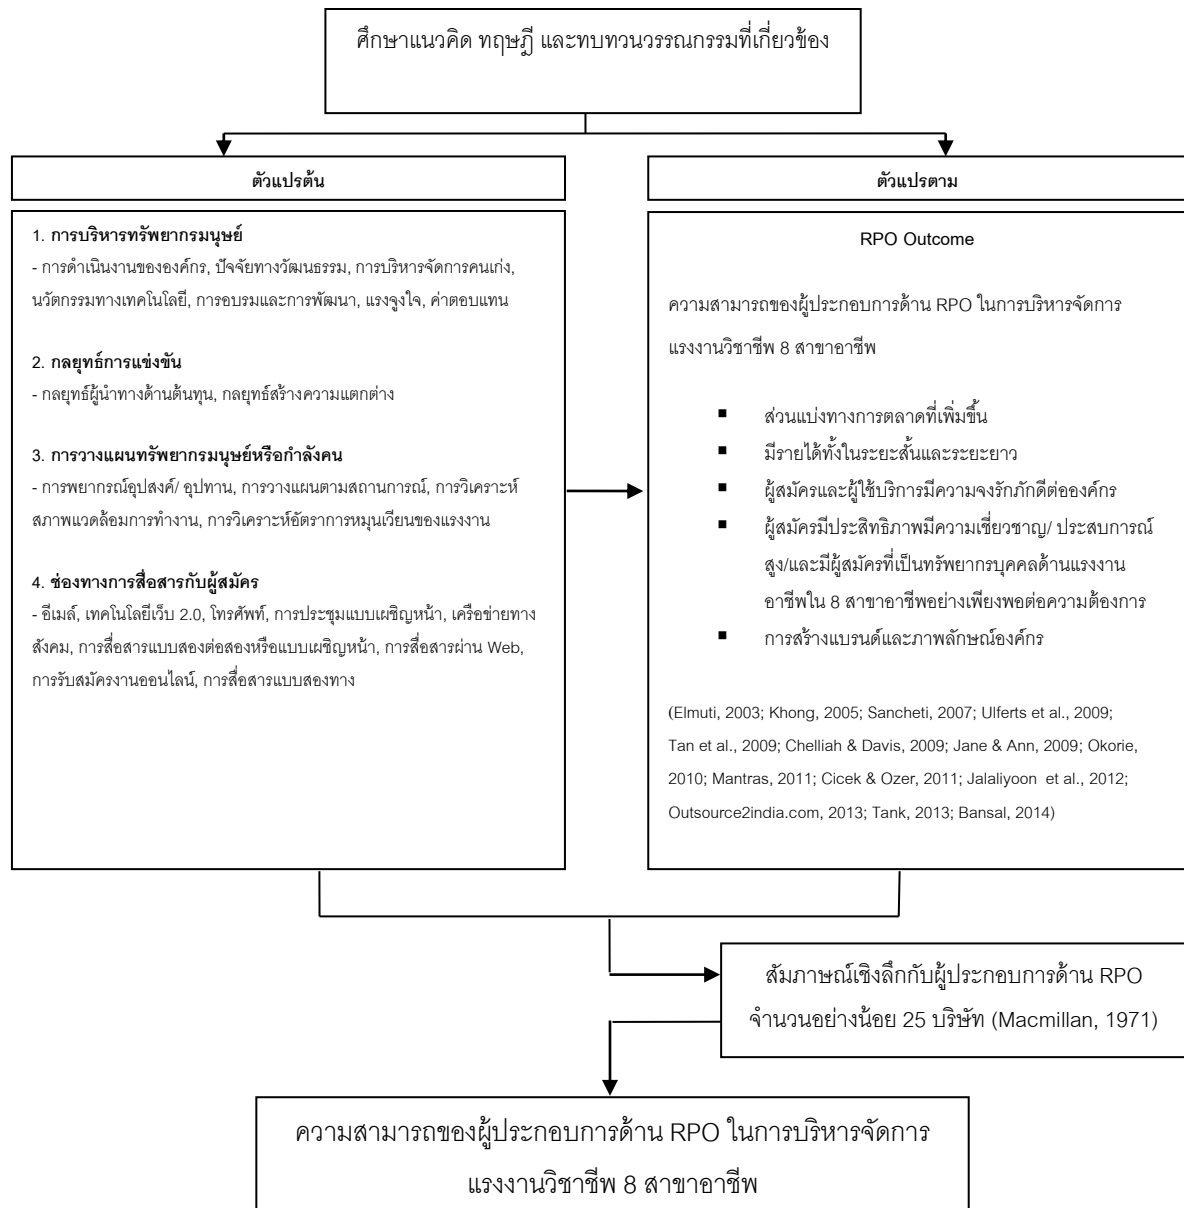 ศึกษาแนวคิด ทฤษฎี และทบทวนวรรณกรรมที่เกี่ยวข้อง
ตัวแปรต้น
1. การบริหารทรัพยากรมนุษย์
- การดำเนินงานขององค์กร, ปัจจัยทางวัฒนธรรม, การบริหารจัดการคนเก่ง,
นวัตกรรมทางเทคโนโลยี, การอบรมและการพัฒนา, แรงจูงใจ, ค่าตอบแทน
2. กลยุทธ์การแข่งขัน
- กลยุทธ์ผู้นำทางด้านต้นทุน, กลยุทธ์สร้างความแตกต่าง
3. การวางแผนทรัพยากรมนุษย์หรือกำลังคน
- การพยากรณ์อุปสงค์/ อุปทาน, การวางแผนตามสถานการณ์, การวิเคราะห์
สภาพแวดล้อมการทำงาน, การวิเคราะห์อัตราการหมุนเวียนของแรงงาน
4. ช่องทางการสื่อสารกับผู้สมัคร
- อีเมล์, เทคโนโลยีเว็บ 2.0, โทรศัพท์, การประชุมแบบเผชิญหน้า, เครือข่ายทาง
สังคม, การสื่อสารแบบสองต่อสองหรือแบบเผชิญหน้า, การสื่อสารผ่าน Web,
การรับสมัครงานออนไลน์, การสื่อสารแบบสองทาง
ตัวแปรตาม
RPO Outcome
ความสามารถของผู้ประกอบการด้าน RPO ในการบริหารจัดการ
แรงงานวิชาชีพ 8 สาขาอาชีพ
▪ ส่วนแบ่งทางการตลาดที่เพิ่มขึ้น
▪ มีรายได้ทั้งในระยะสั้นและระยะยาว
▪ ผู้สมัครและผู้ใช้บริการมีความจงรักภักดีต่อองค์กร
▪ ผู้สมัครมีประสิทธิภาพมีความเชี่ยวชาญ/ ประสบการณ์
สูง/และมีผู้สมัครที่เป็นทรัพยากรบุคคลด้านแรงงาน
อาชีพใน 8 สาขาอาชีพอย่างเพียงพอต่อความต้องการ
▪ การสร้างแบรนด์และภาพลักษณ์องค์กร
(Elmuti, 2003; Khong, 2005; Sancheti, 2007; Ulferts et al., 2009;
Tan et al., 2009; Chelliah & Davis, 2009; Jane & Ann, 2009; Okorie,
2010; Mantras, 2011; Cicek & Ozer, 2011; Jalaliyoon et al., 2012;
Outsource2india.com, 2013; Tank, 2013; Bansal, 2014)
สัมภาษณ์เชิงลึกกับผู้ประกอบการด้าน RPO
จำนวนอย่างน้อย 25 บริษัท (Macmillan, 1971)
ความสามารถของผู้ประกอบการด้าน RPO ในการบริหารจัดการ
แรงงานวิชาชีพ 8 สาขาอาชีพ